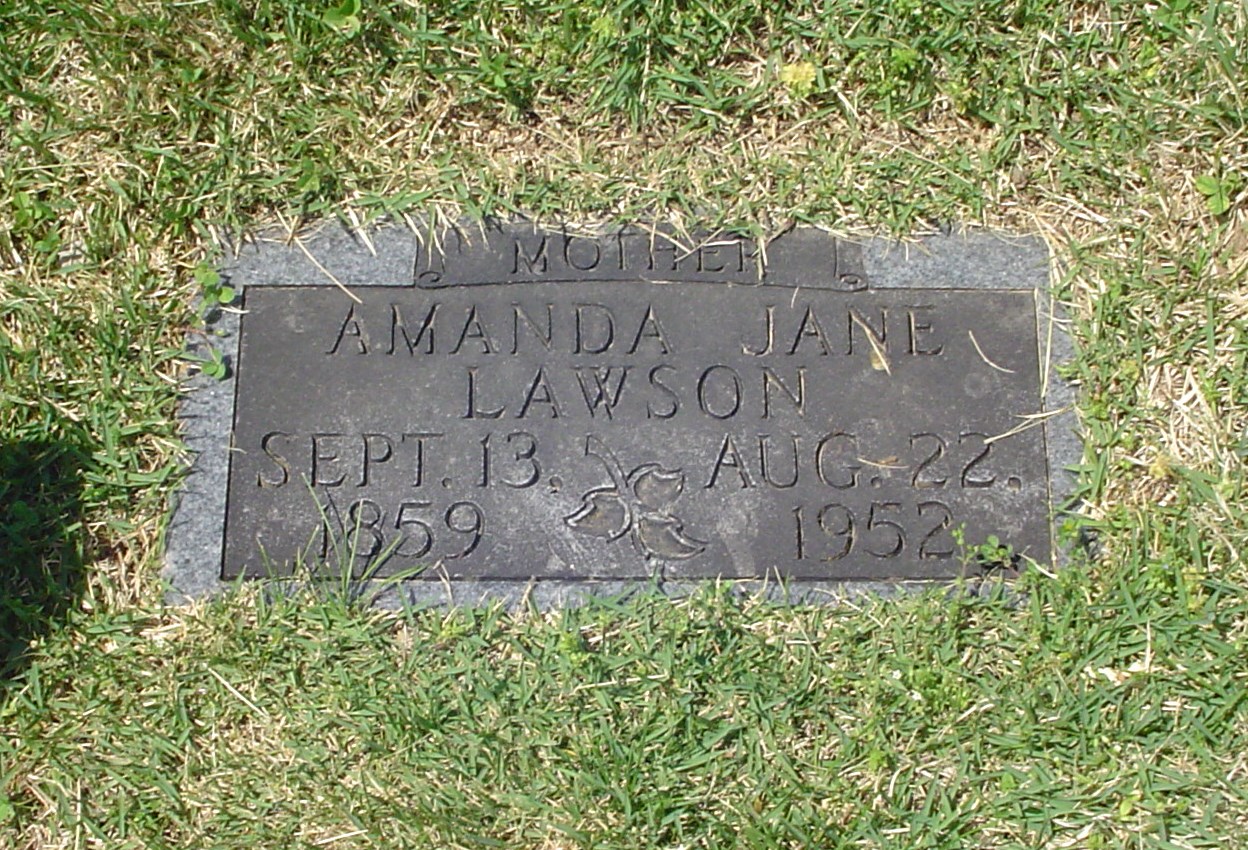 MOTHER
AMANDA JANE
LAWSON
SEPT. 13, AUG. 22,
1859 1952